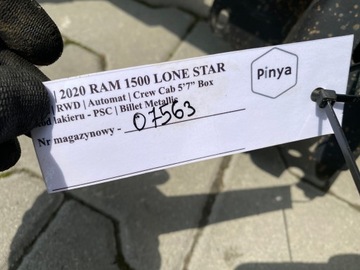 | 2020 RAM 1500 LONE STAR
| RWD | Automat | Crew Cab 5'7" Box
lakieru - PSC | Billet Metallic
Nr magazynowy - 07563
Pinya